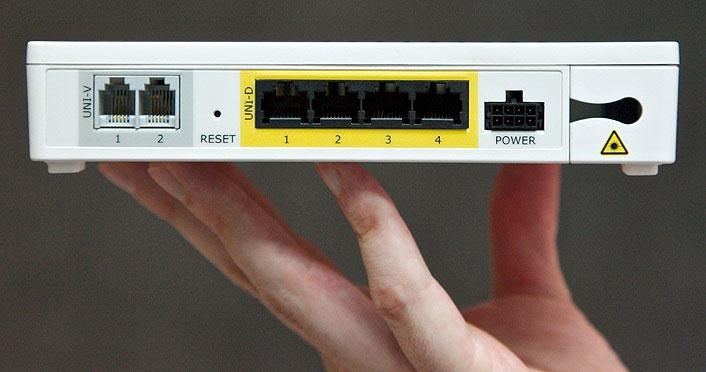 UNI-V
1 2
RESET
UNI-D
1 2 3 4
POWER